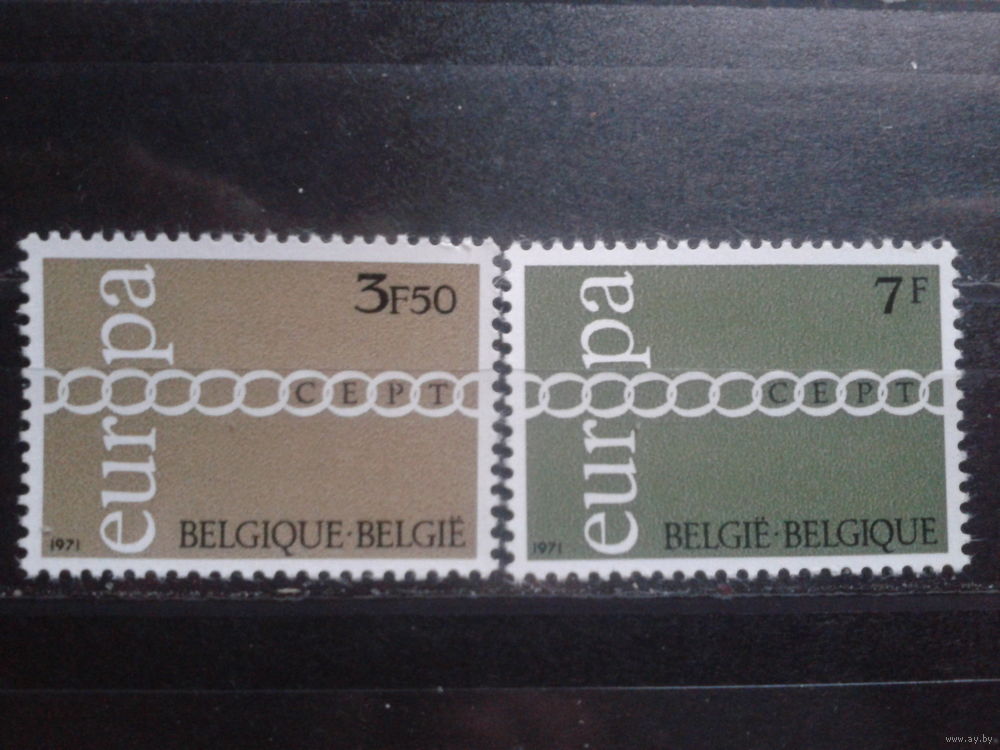 europa
3F50
CEPT
1971
BELGIQUE·BELGIË
europa
7F
CEPT
1971
BELGIË·BELGIQUE
www.ay.by